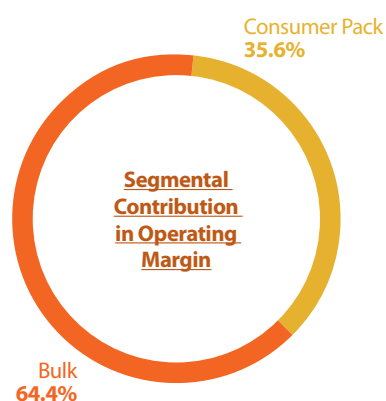 Consumer Pack
35.6%
Segmental
Contribution
in Operating
Margin
Bulk
64.4%